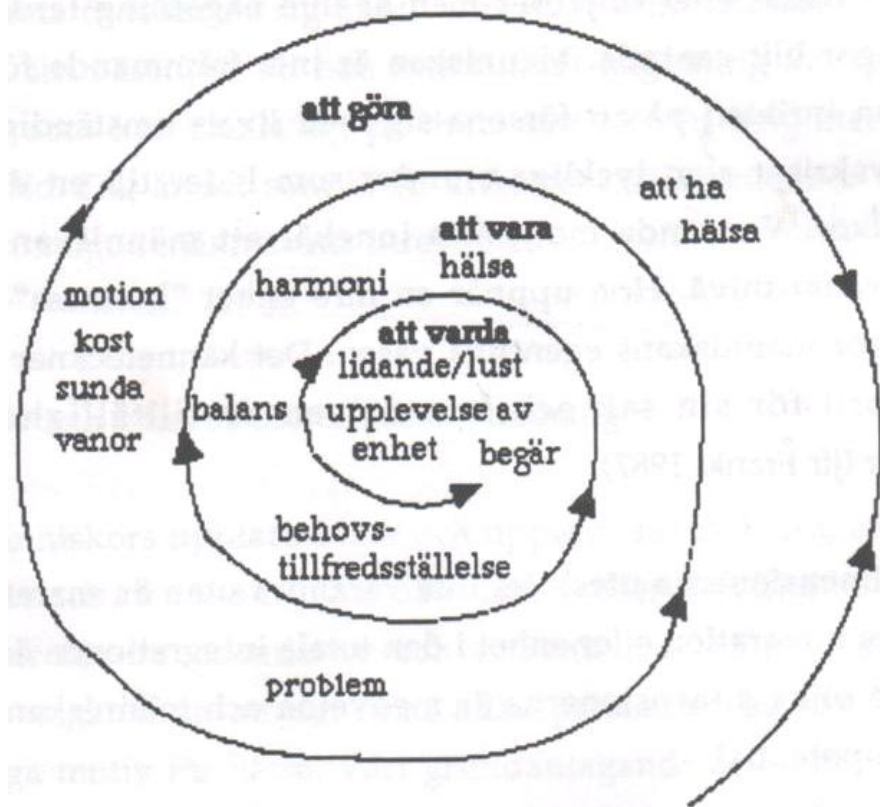 att göra
att ha
hälsa
att vara
hälsa
harmoni
motion
kost
sunda
vanor
att varda
lidande/lust
balans
upplevelse av
enhet
begär
behovs-
tillfredsställelse
problem